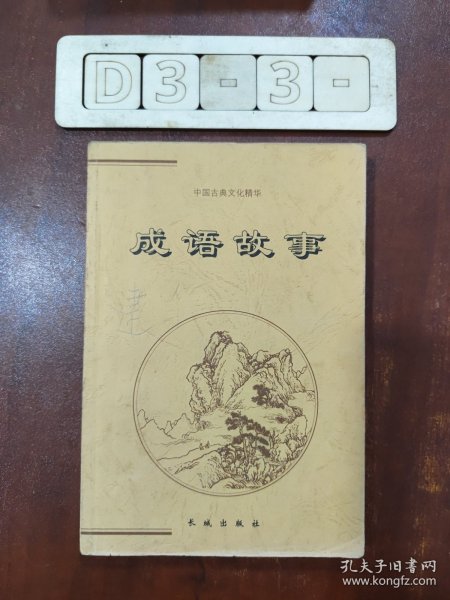 D3-3-
中国古典文化精华
成语故事
建
长城出版社
孔夫子旧书网
www.kongfz.com